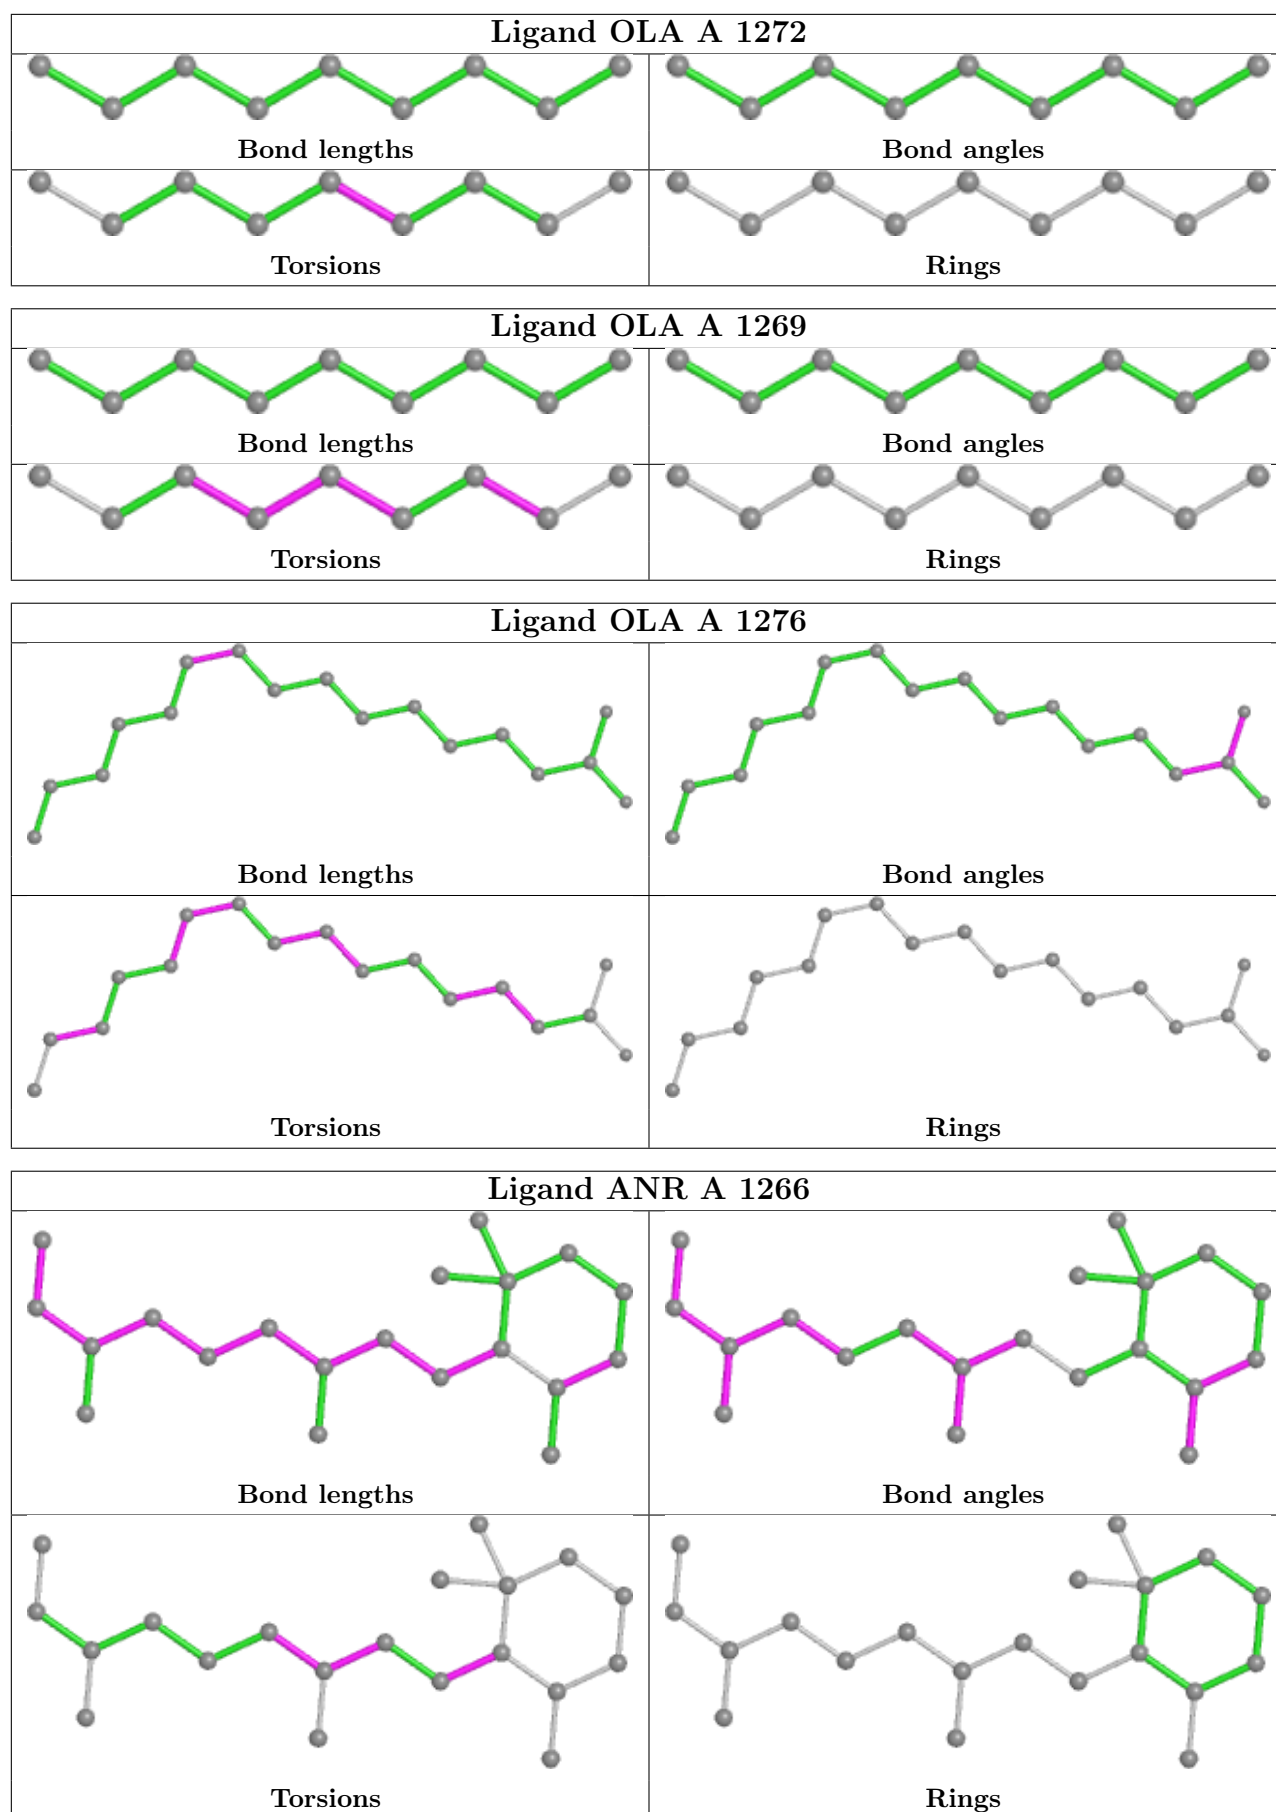 Ligand OLA A 1272
Bond lengths
Bond angles
Torsions
Rings
Ligand OLA A 1269
Bond lengths
Bond angles
Torsions
Rings
Ligand OLA A 1276
Bond lengths
Bond angles
Torsions
Rings
Ligand ANR A 1266
Bond lengths
Bond angles
Torsions
Rings